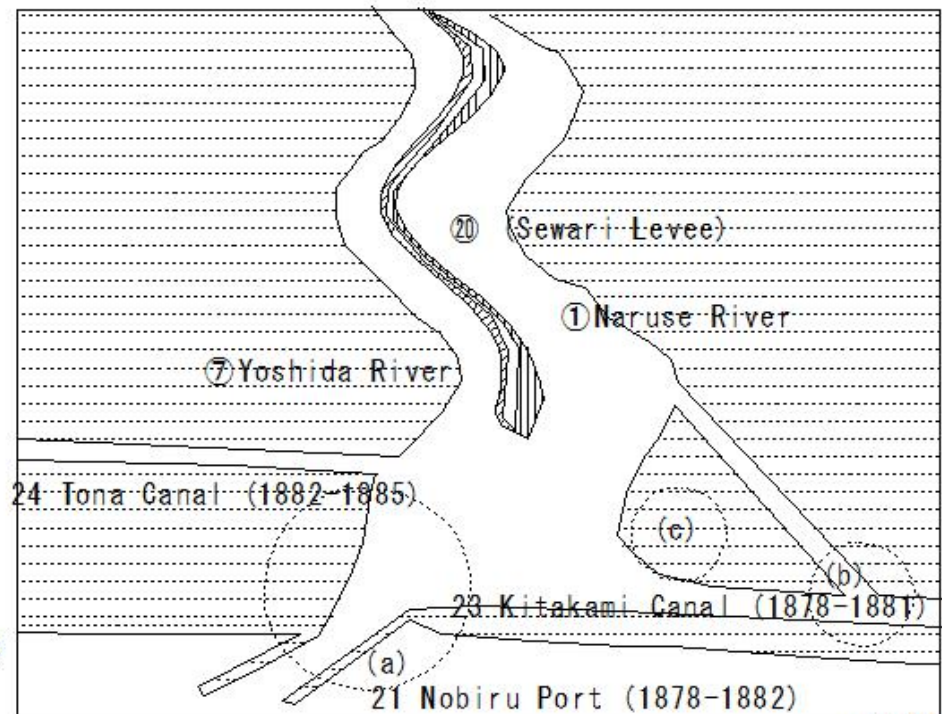 ⑳ (Sewari Levee)
①Naruse River
⑦Yoshida River
24 Tona Canal (1882-1885)
(c)
(b)
23 Kitakami Canal (1878-1881)
(a)
21 Nobiru Port (1878-1882)